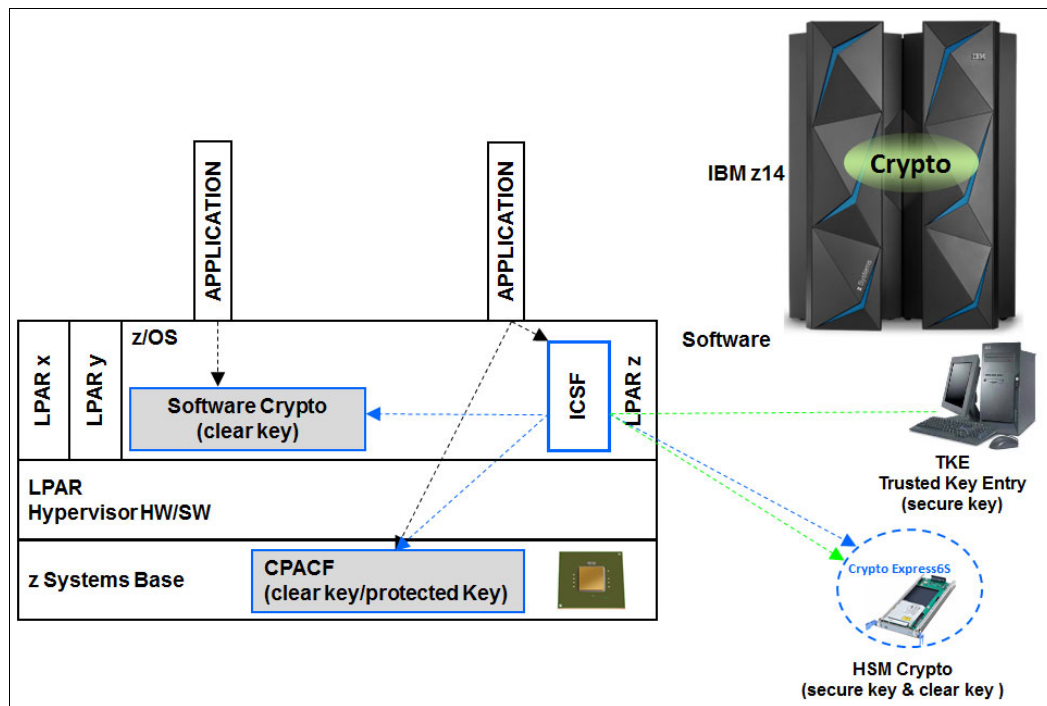 IBM
IBM z14
Crypto
z Systems
APPLICATION
APPLICATION
LPAR x
LPAR y
z/OS
Software Crypto
(clear key)
ICSF
LPAR z
Software
TKE
Trusted Key Entry
(secure key)
LPAR
Hypervisor HW/SW
z Systems Base
CPACF
(clear key/protected Key)
Crypto Express6S
HSM Crypto
(secure key & clear key )